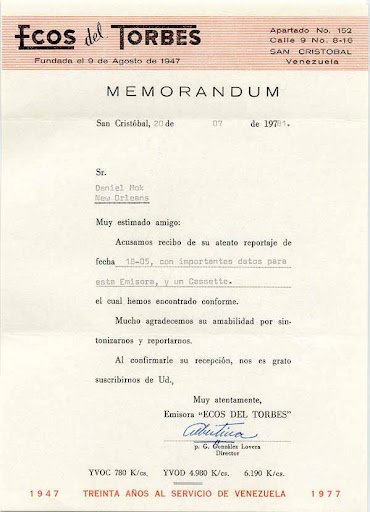 ECOS del TORBES
Fundada el 9 de Agosto de 1947
Apartado No. 152
Calle 9 No. 8-16
SAN CRISTOBAL
Venezuela
MEMORANDUM
San Cristóbal, 20 de 07 de 1981.
Sr.
Daniel Mok
New Orleans
Muy estimado amigo:
Acusamos recibo de su atento reportaje de
fecha 18-05, con importantes datos para
esta Emisora, y un Cassette.
el cual hemos encontrado conforme.
Mucho agradecemos su amabilidad por sin-
tonizarnos y reportarnos.
Al confirmarle su recepción, nos es grato
suscribirnos de Ud.,
Muy atentamente,
Emisora "ECOS DEL TORBES"
p. G. González Lovera
Director
YVOC 780 K/cs. YVOD 4.980 K/cs. 6.190 K/cs.
1947 TREINTA AÑOS AL SERVICIO DE VENEZUELA 1977